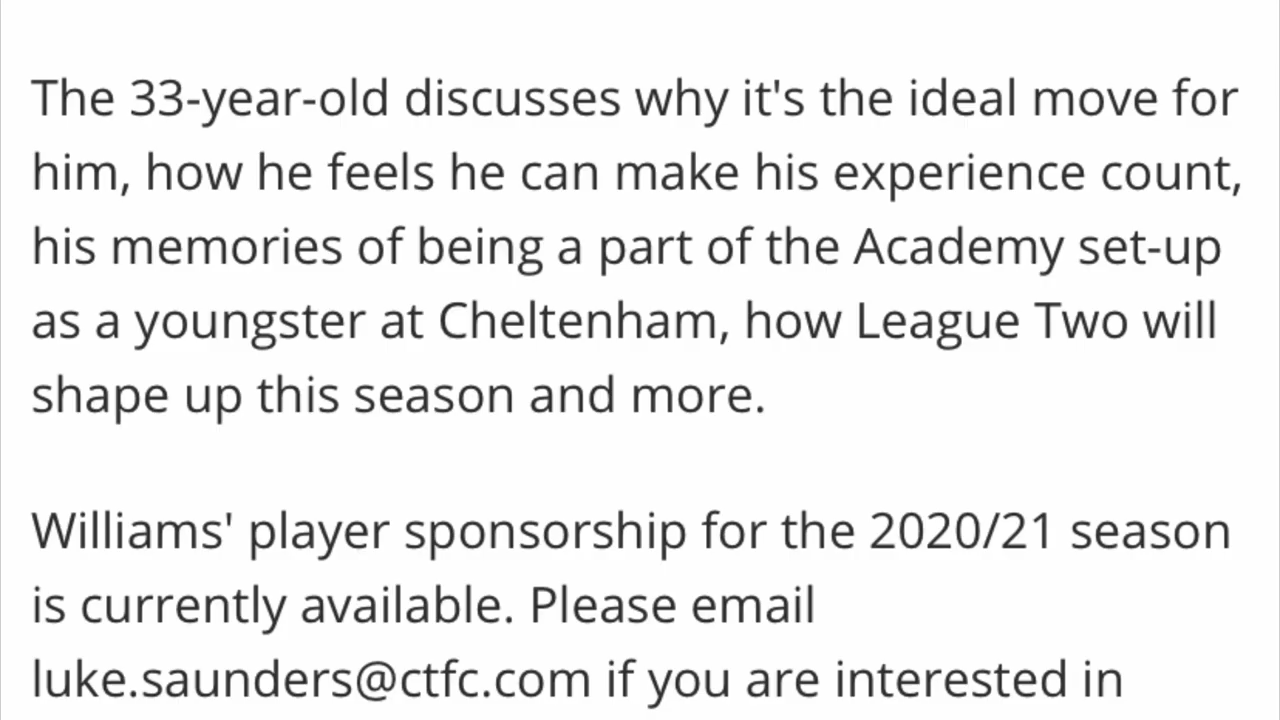 The 33-year-old discusses why it's the ideal move for
him, how he feels he can make his experience count,
his memories of being a part of the Academy set-up
as a youngster at Cheltenham, how League Two will
shape up this season and more.
Williams' player sponsorship for the 2020/21 season
is currently available. Please email
luke.saunders@ctfc.com if you are interested in